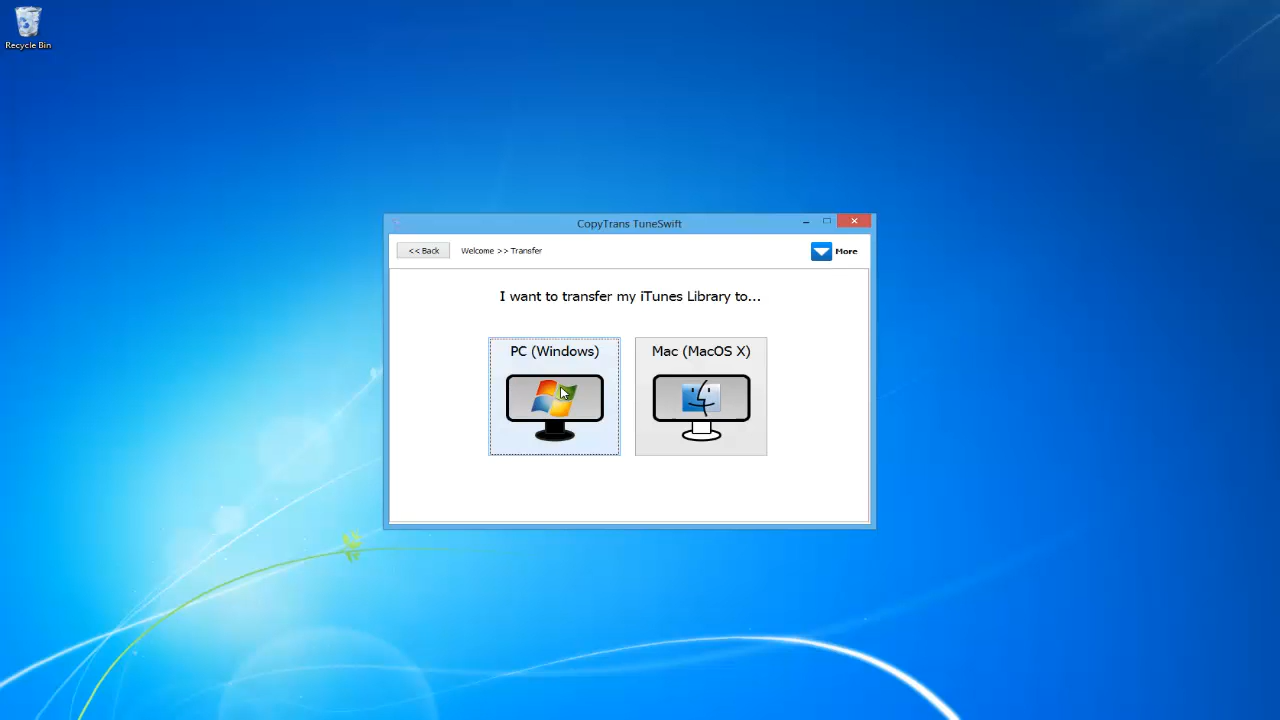 Recycle Bin
CopyTrans TuneSwift
<< Back
Welcome >> Transfer
More
I want to transfer my iTunes Library to...
PC (Windows)
Mac (MacOS X)